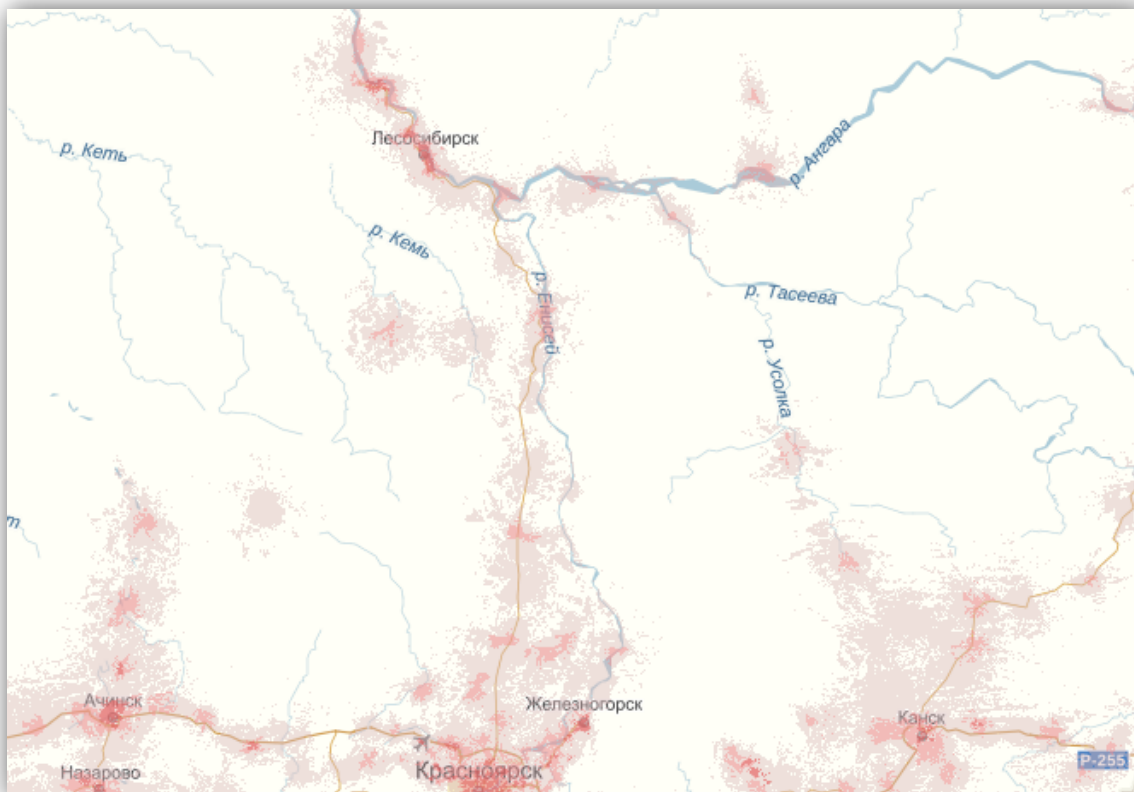 Лесосибирск
р. Кеть
р. Ангара
р. Кемь
р. Енисей
р. Тасеева
р. Усолка
т
Железногорск
Ачинск
Канск
Р-255
Назарово
Красноярск